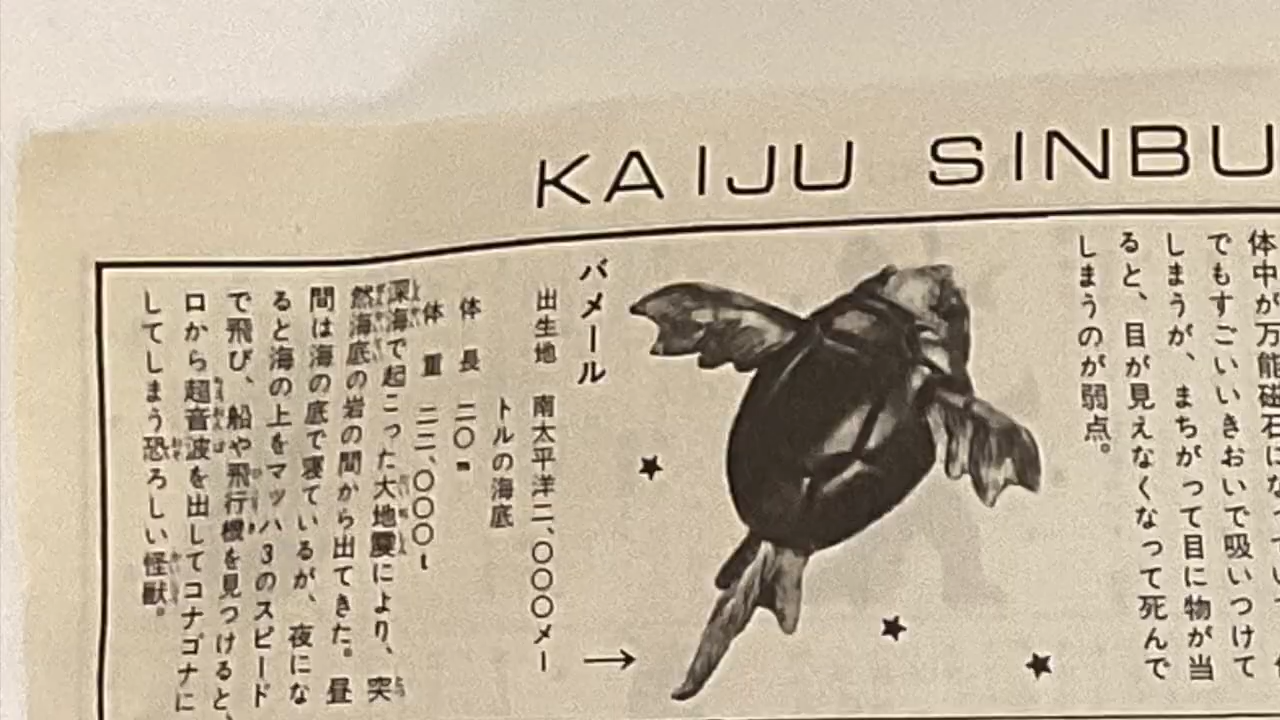 KAIJU SINBU
体中が万能磁石になっていて、
でもすごいいきおいで吸いつけて
しまうが、まちがって目に物が当
ると、目が見えなくなって死んで
しまうのが弱点。
バメール
出生地 南太平洋二、〇〇〇メー
トルの海底
体長 二〇m
体重 二二、〇〇〇t
深海で起こった大地震により、突
然海底の岩の間から出てきた。昼
間は海の底で寝ているが、夜にな
ると海の上をマッハ3のスピード
で飛び、船や飛行機を見つけると、
口から超音波を出してコナゴナに
してしまう恐ろしい怪獣。